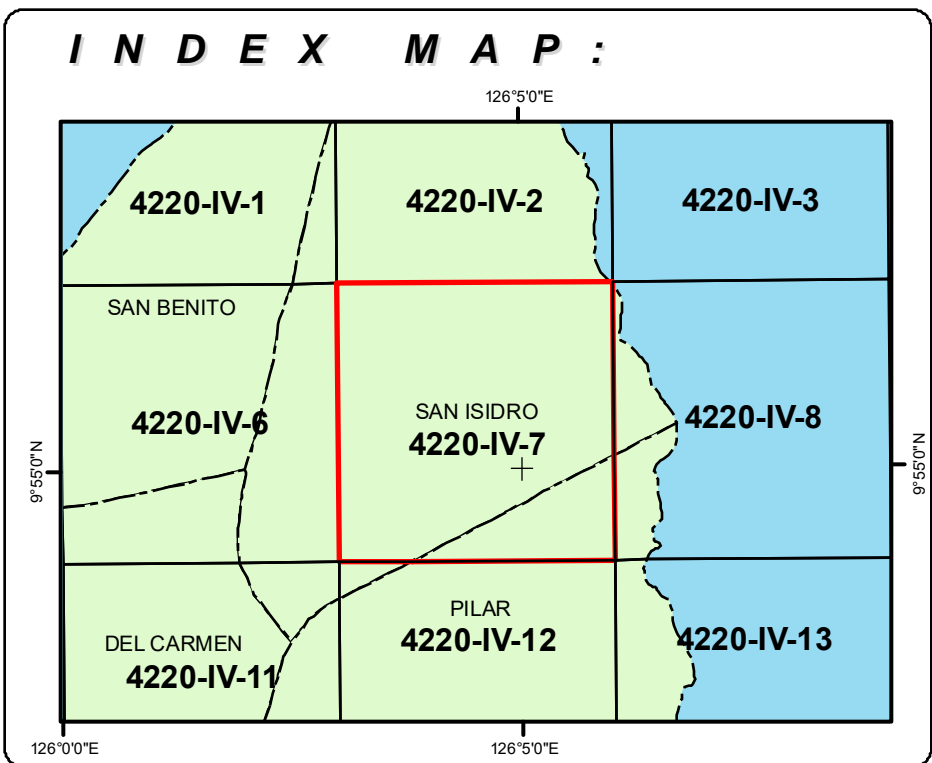 INDEX MAP:
126°5'0"E
4220-IV-1
4220-IV-2
4220-IV-3
SAN BENITO
4220-IV-6
SAN ISIDRO
4220-IV-7
4220-IV-8
9°55'0"N
9°55'0"N
DEL CARMEN
4220-IV-11
PILAR
4220-IV-12
4220-IV-13
126°0'0"E
126°5'0"E